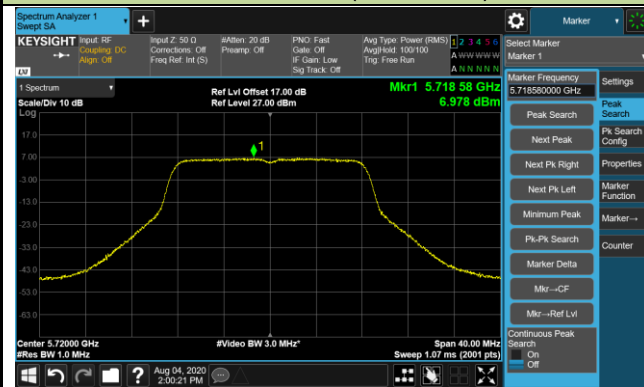 Spectrum Analyzer 1
Swept SA
Marker
KEYSIGHT
Input: RF
Coupling: DC
Align: Off
Input Z: 50 Ω
Corrections: Off
Freq Ref: Int (S)
#Atten: 20 dB
Preamp: Off
PNO: Fast
Gate: Off
IF Gain: Low
Sig Track: Off
Avg Type: Power (RMS)
Avg|Hold: 100/100
Trig: Free Run
1 2 3 4 5 6
A W W W W W
A N N N N N
LXI
Select Marker
Marker 1
1 Spectrum
Scale/Div 10 dB
Log
Ref Lvl Offset 17.00 dB
Ref Level 27.00 dBm
Mkr1 5.718 58 GHz
6.978 dBm
17.0
7.00
-3.00
-13.0
-23.0
-33.0
-43.0
-53.0
-63.0
1
Center 5.72000 GHz
#Res BW 1.0 MHz
#Video BW 3.0 MHz*
Span 40.00 MHz
Sweep 1.07 ms (2001 pts)
Marker Frequency
5.718580000 GHz
Peak Search
Next Peak
Next Pk Right
Next Pk Left
Minimum Peak
Pk-Pk Search
Marker Delta
Mkr→CF
Mkr→Ref Lvl
Continuous Peak
Search
On
Off
Settings
Peak
Search
Pk Search
Config
Properties
Marker
Function
Marker→
Counter
Aug 04, 2020
2:00:21 PM